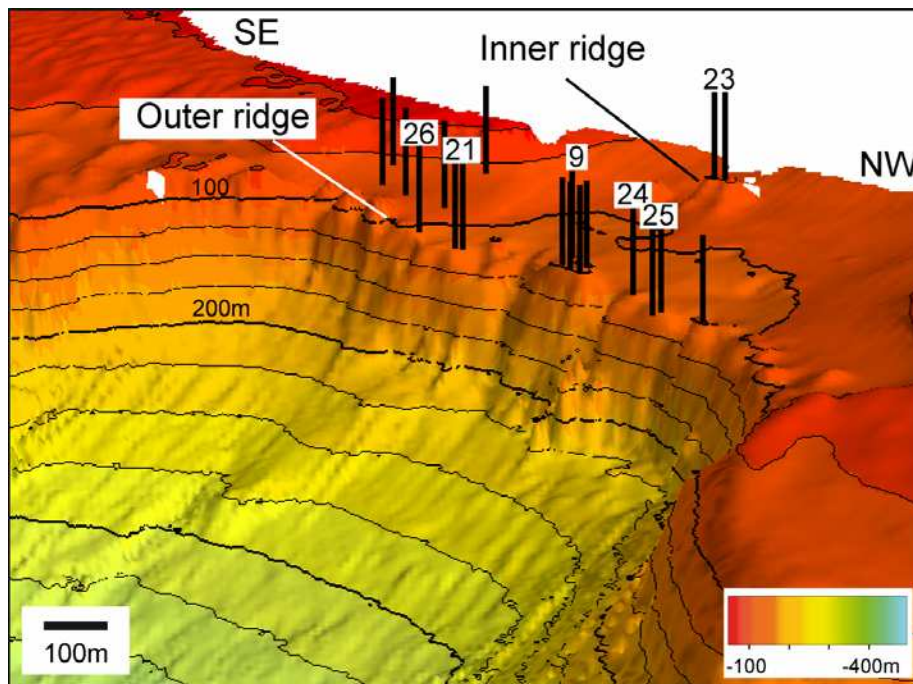 SE
Inner ridge
23
Outer ridge
26
21
9
NW
100
24
25
200m
100m
-100
-400m